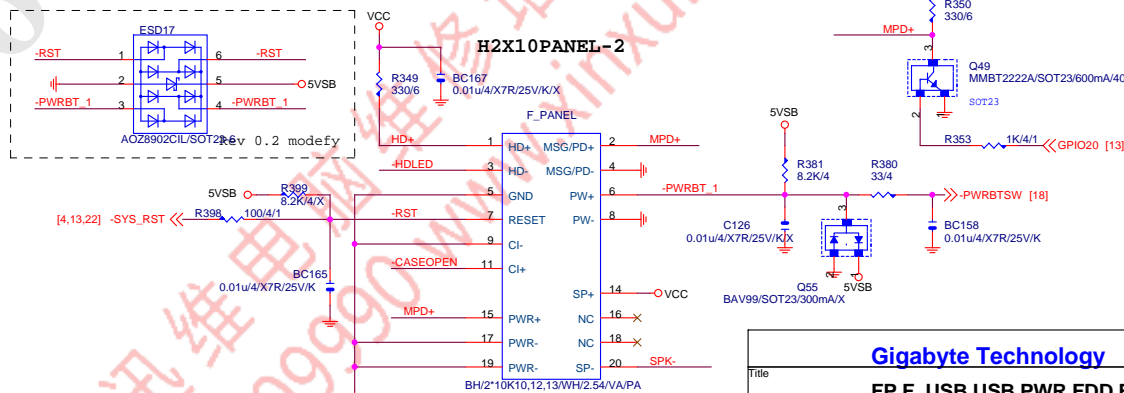 R350
330/6
MPD+
3
Q49
MMBT2222A/SOT23/600mA/40
SOT23
2
R353
1K/4/1
GPIO20 [13]
ESD17
-RST
1
6
-RST
2
5
5VSB
-PWRBT_1
3
4
-PWRBT_1
AOZ8902CIL/SOT23-6
Rev 0.2 modefy
VCC
H2X10PANEL-2
R349
330/6
BC167
0.01u/4/X7R/25V/K/X
F_PANEL
HD+
1
HD+
MSG/PD+
2
MPD+
-HDLED
3
HD-
MSG/PD-
4
5
GND
PW+
6
-PWRBT_1
-RST
7
RESET
PW-
8
9
CI-
-CASEOPEN
11
CI+
SP+
14
VCC
MPD+
15
PWR+
NC
16
17
PWR-
NC
18
19
PWR-
SP-
20
SPK-
BH/2*10K10,12,13/WH/2.54/VA/PA
5VSB
R399
8.2K/4/X
[4,13,22]
-SYS_RST
R398
100/4/1
BC165
0.01u/4/X7R/25V/K
5VSB
R381
8.2K/4
R380
33/4
-PWRBTSW [18]
C126
0.01u/4/X7R/25V/K/X
3
2
1
Q55
5VSB
BAV99/SOT23/300mA/X
BC158
0.01u/4/X7R/25V/K
Gigabyte Technology
Title